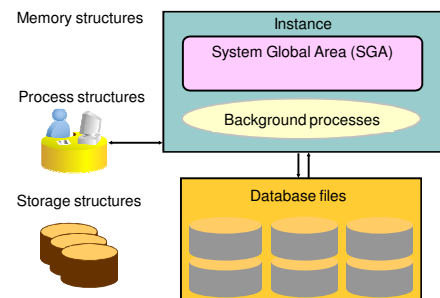 Memory structures
Instance
System Global Area (SGA)
Process structures
Background processes
Storage structures
Database files